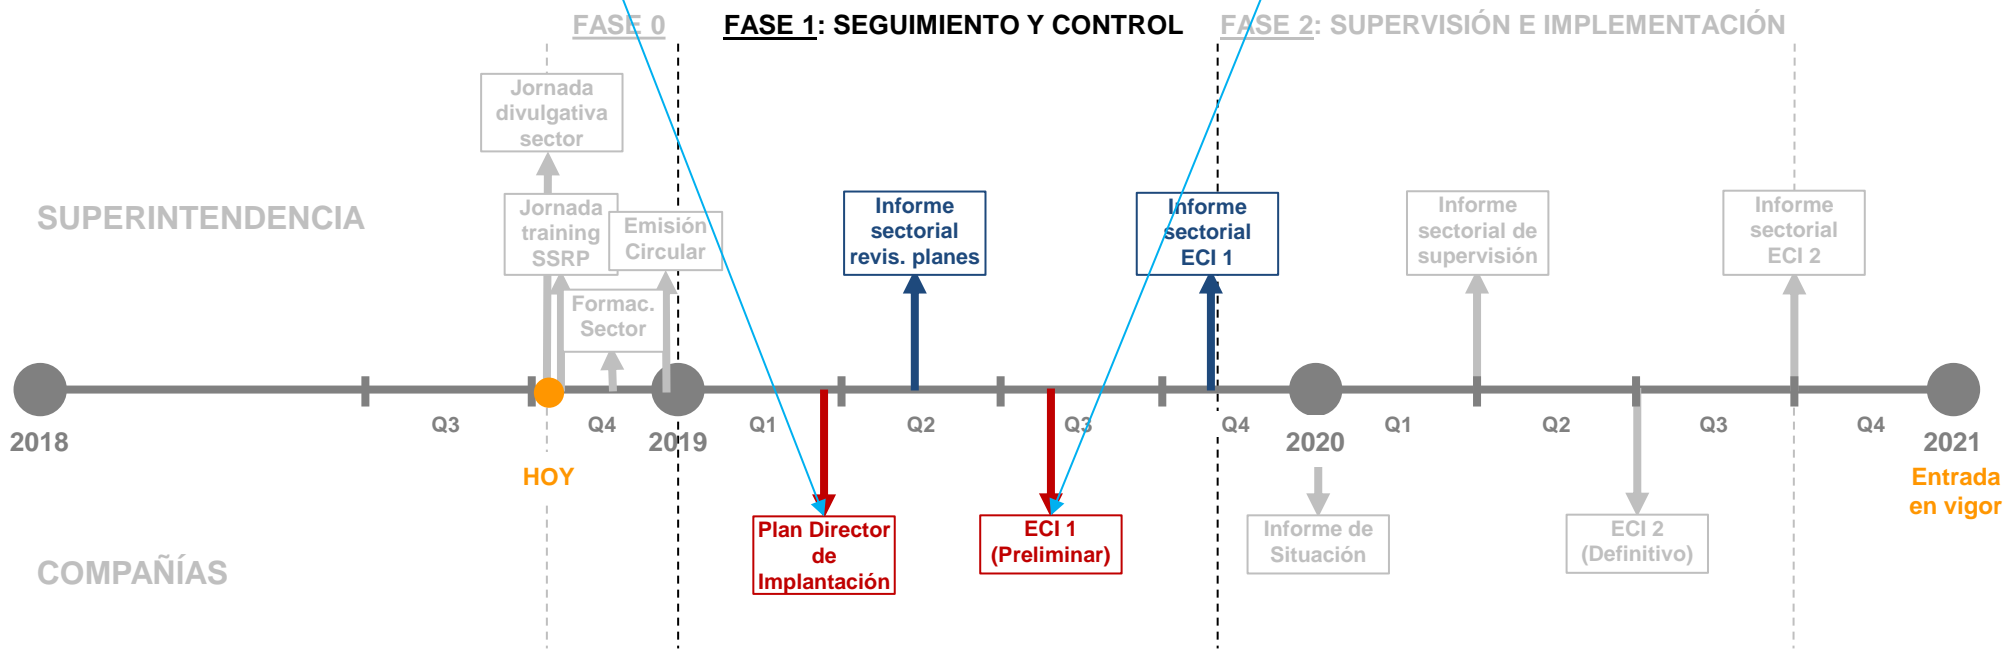 FASE 0
FASE 1: SEGUIMIENTO Y CONTROL
FASE 2: SUPERVISIÓN E IMPLEMENTACIÓN
Jornada
divulgativa
sector
SUPERINTENDENCIA
Jornada
training
SSRP
Emisión
Circular
Formac.
Sector
Informe
sectorial
revis. planes
Informe
sectorial
ECI 1
Informe
sectorial de
supervisión
Informe
sectorial
ECI 2
2018
Q3
Q4
2019
Q1
Q2
Q3
Q4
2020
Q1
Q2
Q3
Q4
2021
HOY
Entrada
en vigor
COMPAÑÍAS
Plan Director
de
Implantación
ECI 1
(Preliminar)
Informe de
Situación
ECI 2
(Definitivo)